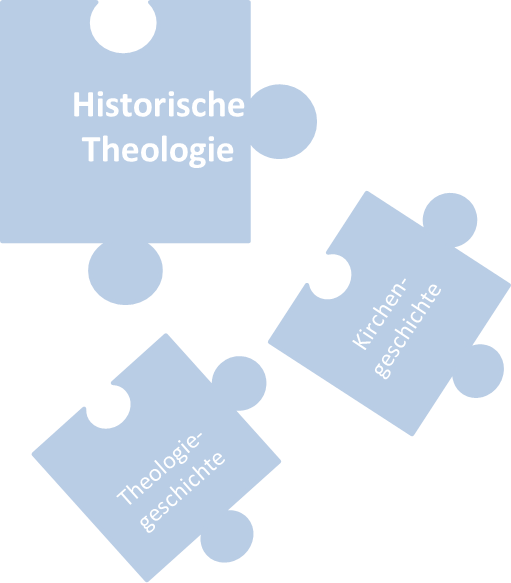 Historische
Theologie
Kirchen-
geschichte
Theologie-
geschichte